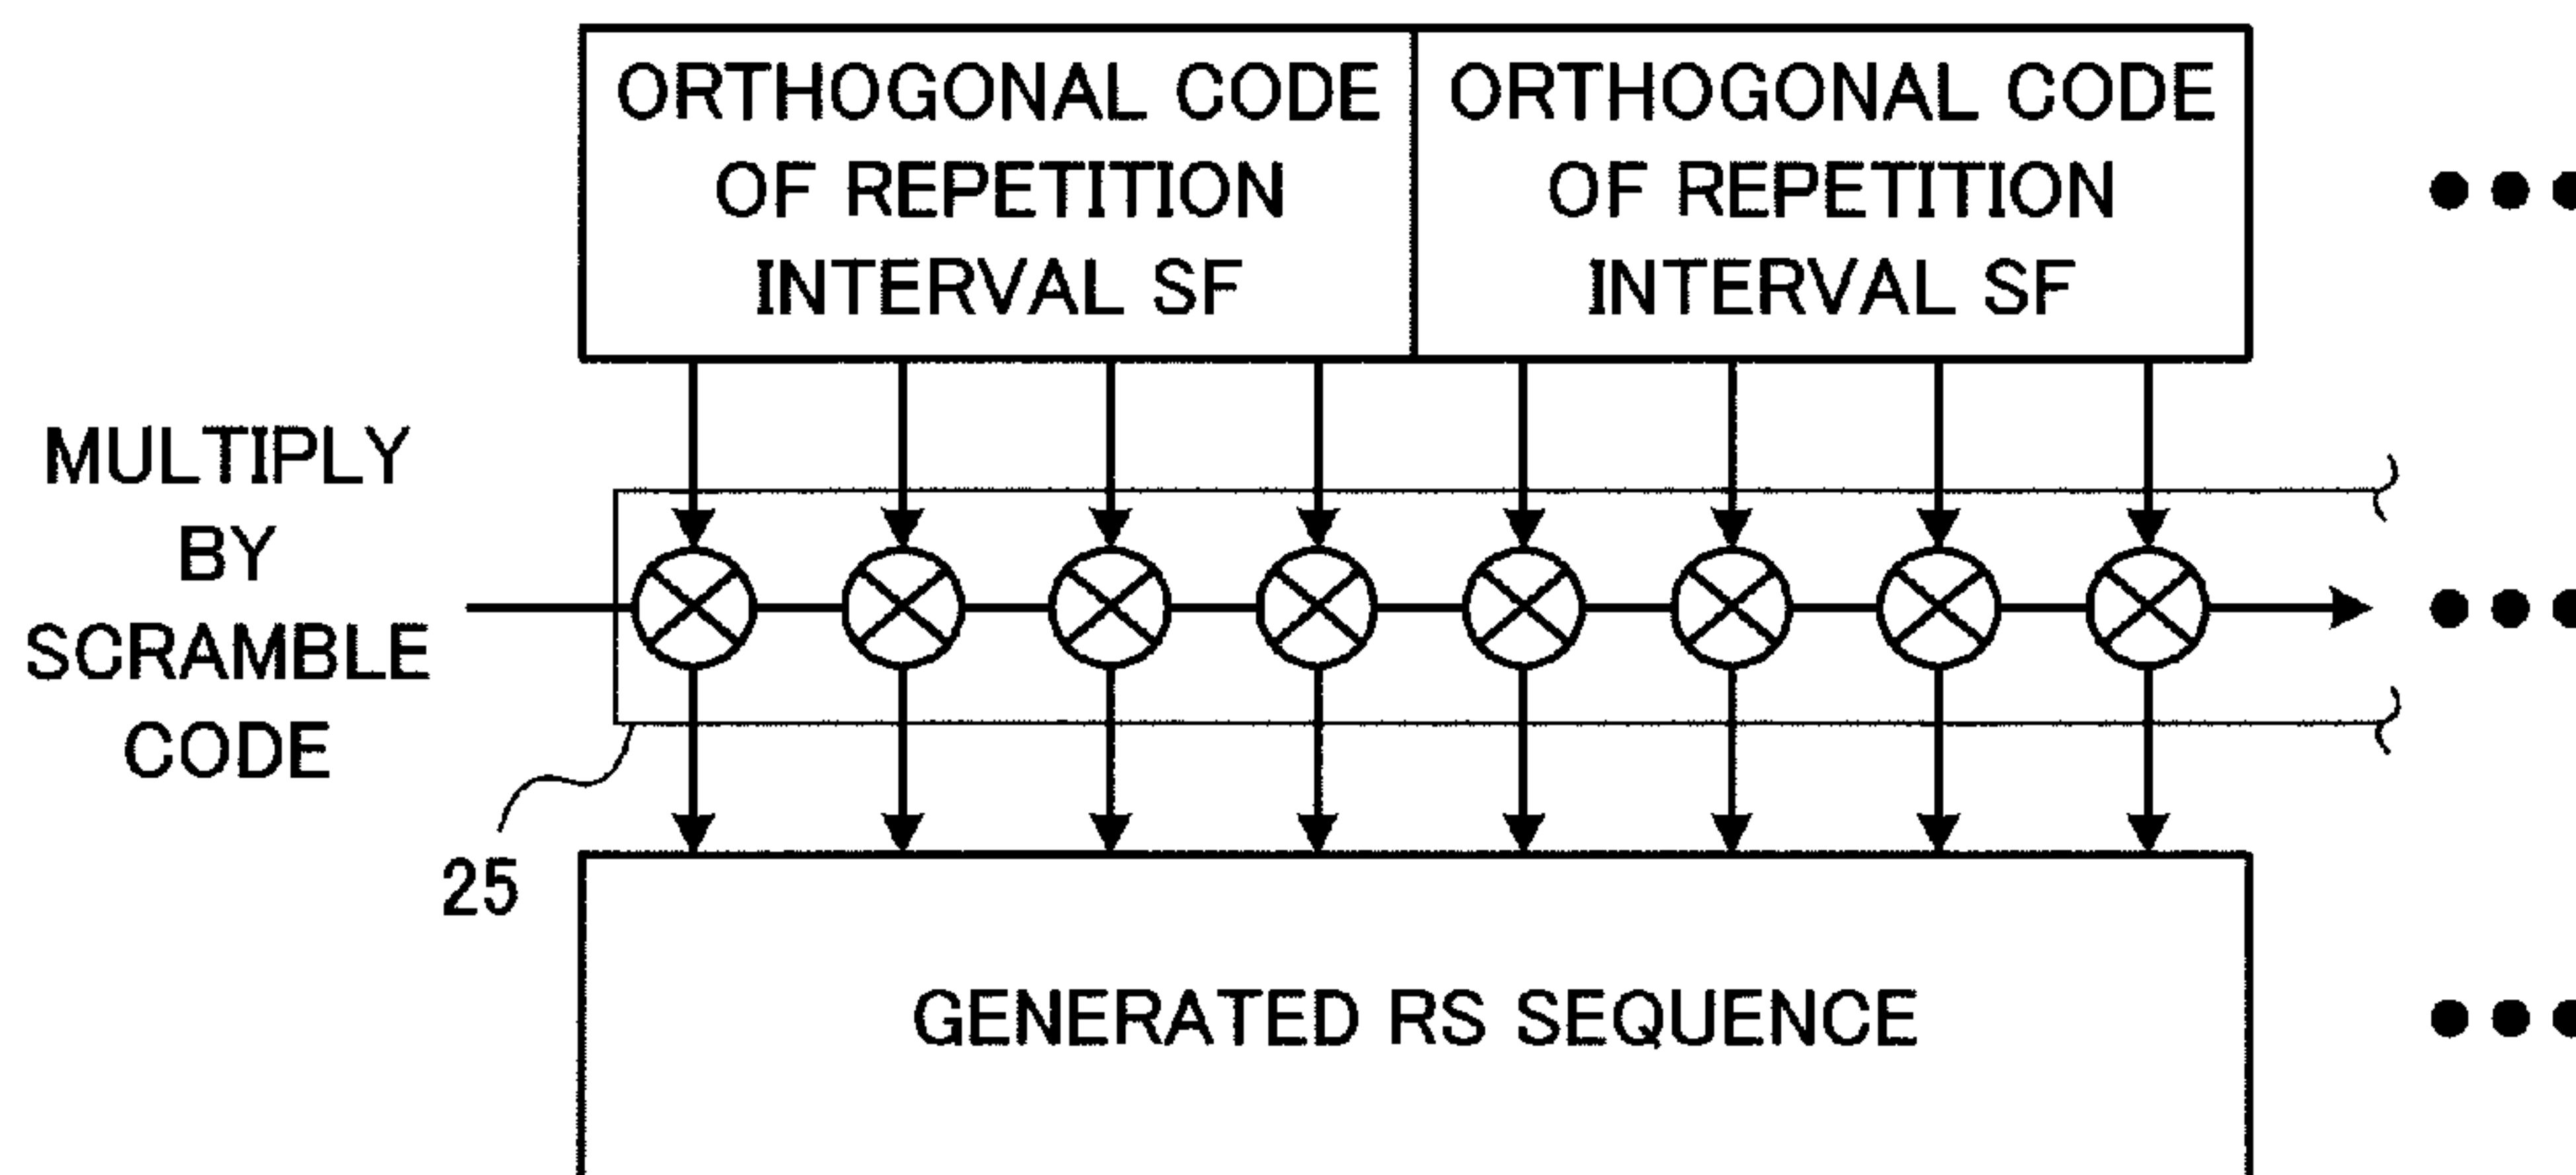 ORTHOGONAL CODE
OF REPETITION
INTERVAL SF
ORTHOGONAL CODE
OF REPETITION
INTERVAL SF
MULTIPLY
BY
SCRAMBLE
CODE
25
GENERATED RS SEQUENCE